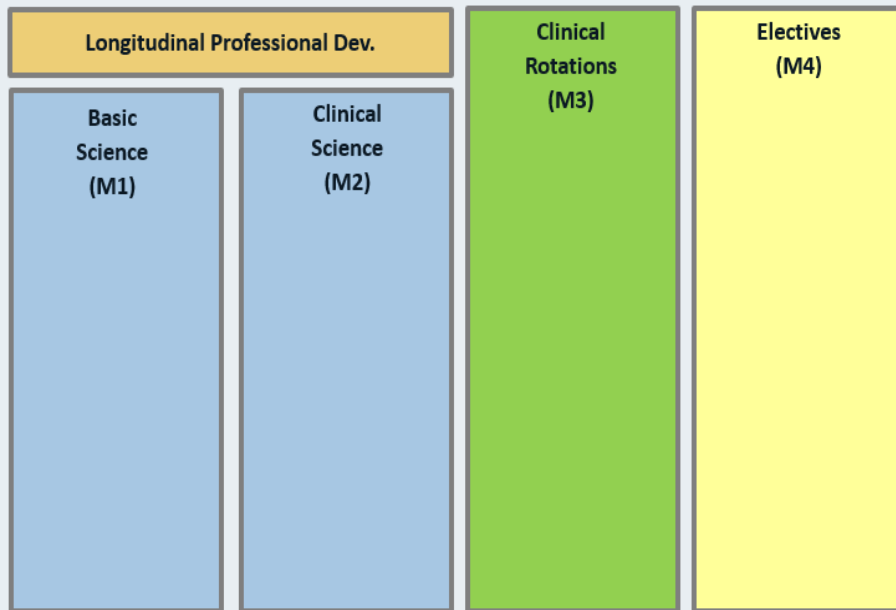 Longitudinal Professional Dev.
Basic
Science
(M1)
Clinical
Science
(M2)
Clinical
Rotations
(M3)
Electives
(M4)